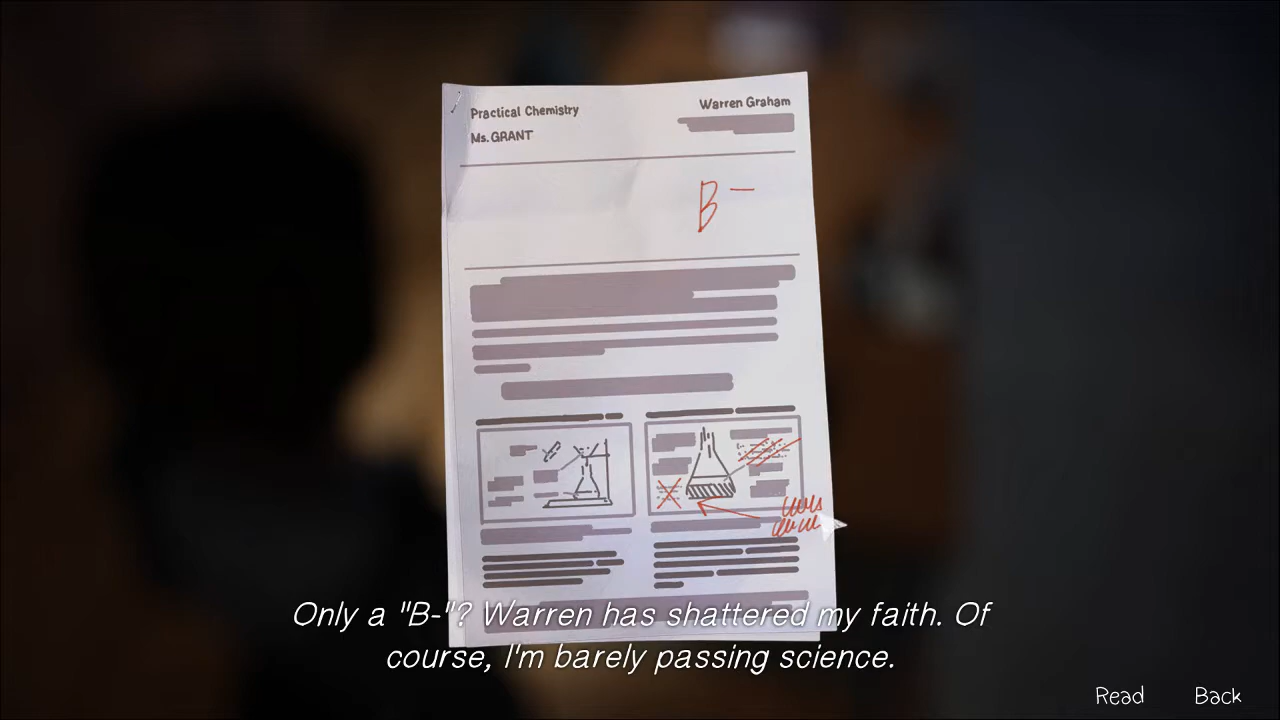 Practical Chemistry
Warren Graham
Ms. GRANT
B-
Only a "B-"? Warren has shattered my faith. Of
course, I'm barely passing science.
Read
Back